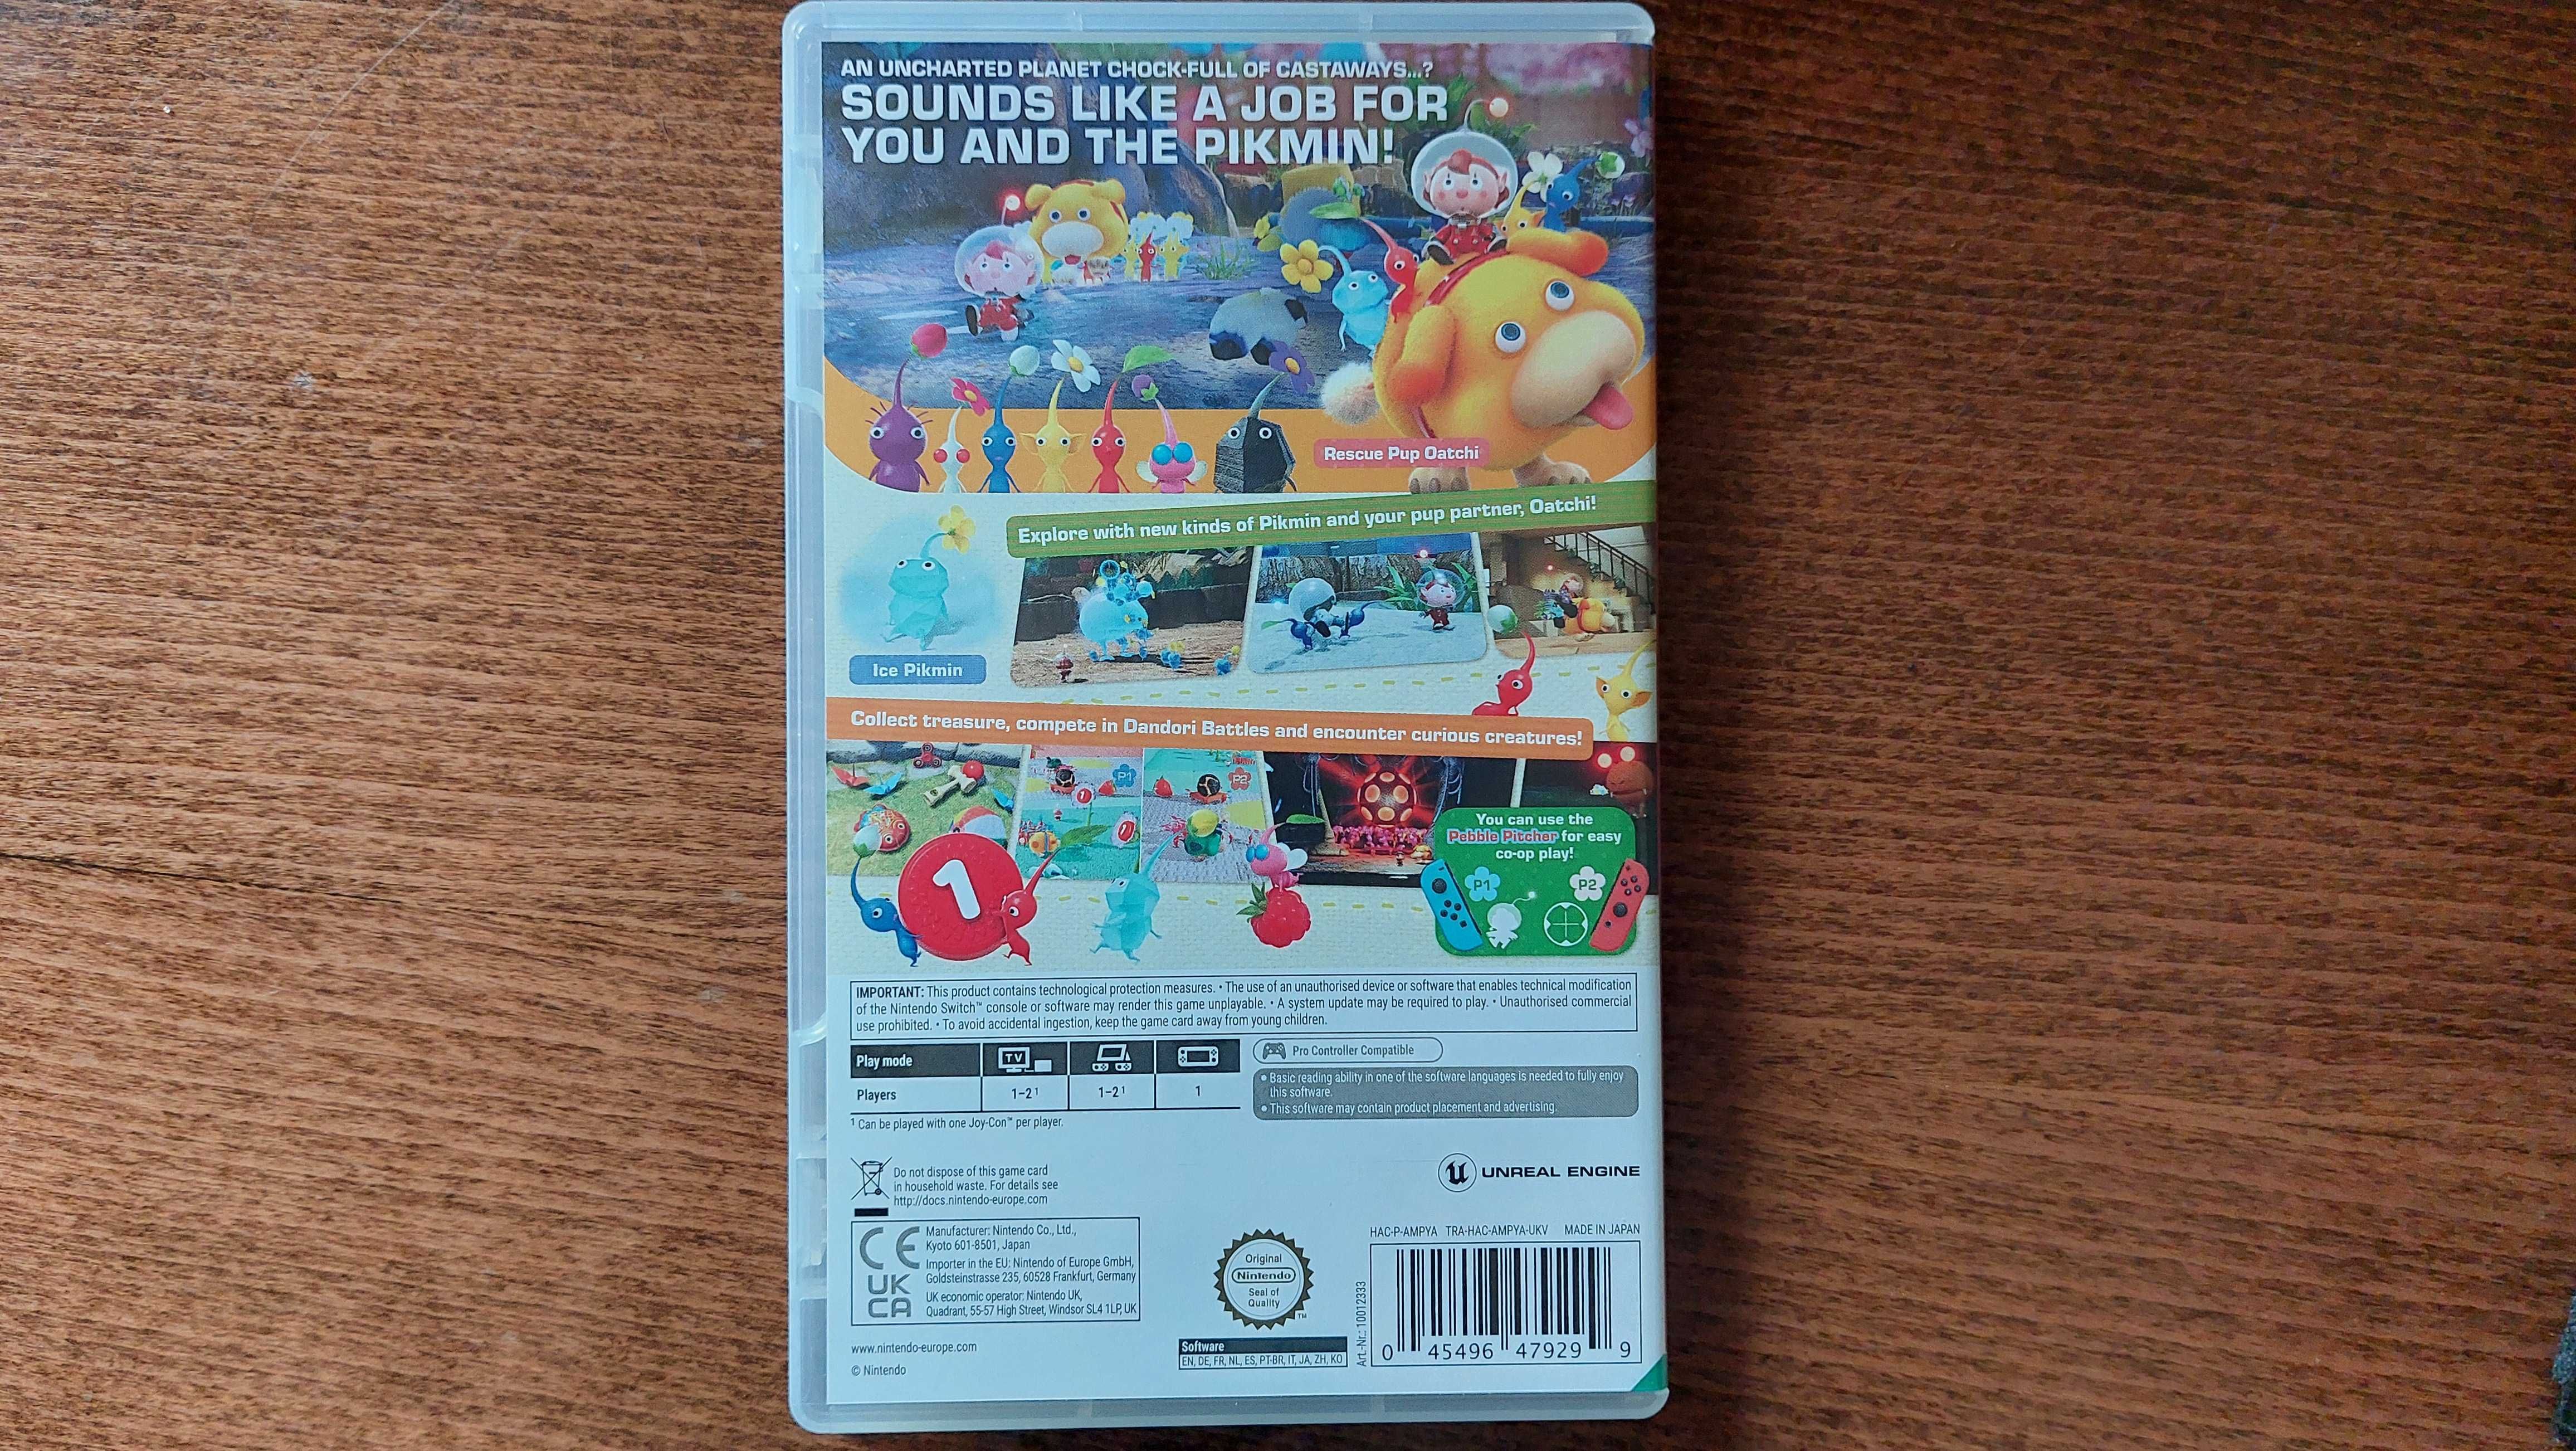 AN UNCHARTED PLANET CHOCK-FULL OF CASTAWAYS...?
SOUNDS LIKE A JOB FOR
YOU AND THE PIKMIN!
Rescue Pup Oatchi
Explore with new kinds of Pikmin and your pup partner, Oatchi!
Ice Pikmin
Collect treasure, compete in Dandori Battles and encounter curious creatures!
P1
P2
1
1
You can use the
Pebble Pitcher for easy
co-op play!
P1
P2
IMPORTANT: This product contains technological protection measures. • The use of an unauthorised device or software that enables technical modification
of the Nintendo Switch™ console or software may render this game unplayable. • A system update may be required to play. • Unauthorised commercial
use prohibited. • To avoid accidental ingestion, keep the game card away from young children.
Play mode
TV
Players
1–2¹
1–2¹
1
¹ Can be played with one Joy-Con™ per player.
Pro Controller Compatible
• Basic reading ability in one of the software languages is needed to fully enjoy
this software.
• This software may contain product placement and advertising.
Do not dispose of this game card
in household waste. For details see
http://docs.nintendo-europe.com
UNREAL ENGINE
CE
UK
CA
Manufacturer: Nintendo Co., Ltd.,
Kyoto 601-8501, Japan
Importer in the EU: Nintendo of Europe GmbH,
Goldsteinstrasse 235, 60528 Frankfurt, Germany
UK economic operator: Nintendo UK,
Quadrant, 55-57 High Street, Windsor SL4 1LP, UK
www.nintendo-europe.com
© Nintendo
Original
Nintendo
Seal of
Quality
™
Software
EN, DE, FR, NL, ES, PT-BR, IT, JA, ZH, KO
HAC-P-AMPYA TRA-HAC-AMPYA-UKV MADE IN JAPAN
Art.-Nr.: 10012333
0 45496 47929 9